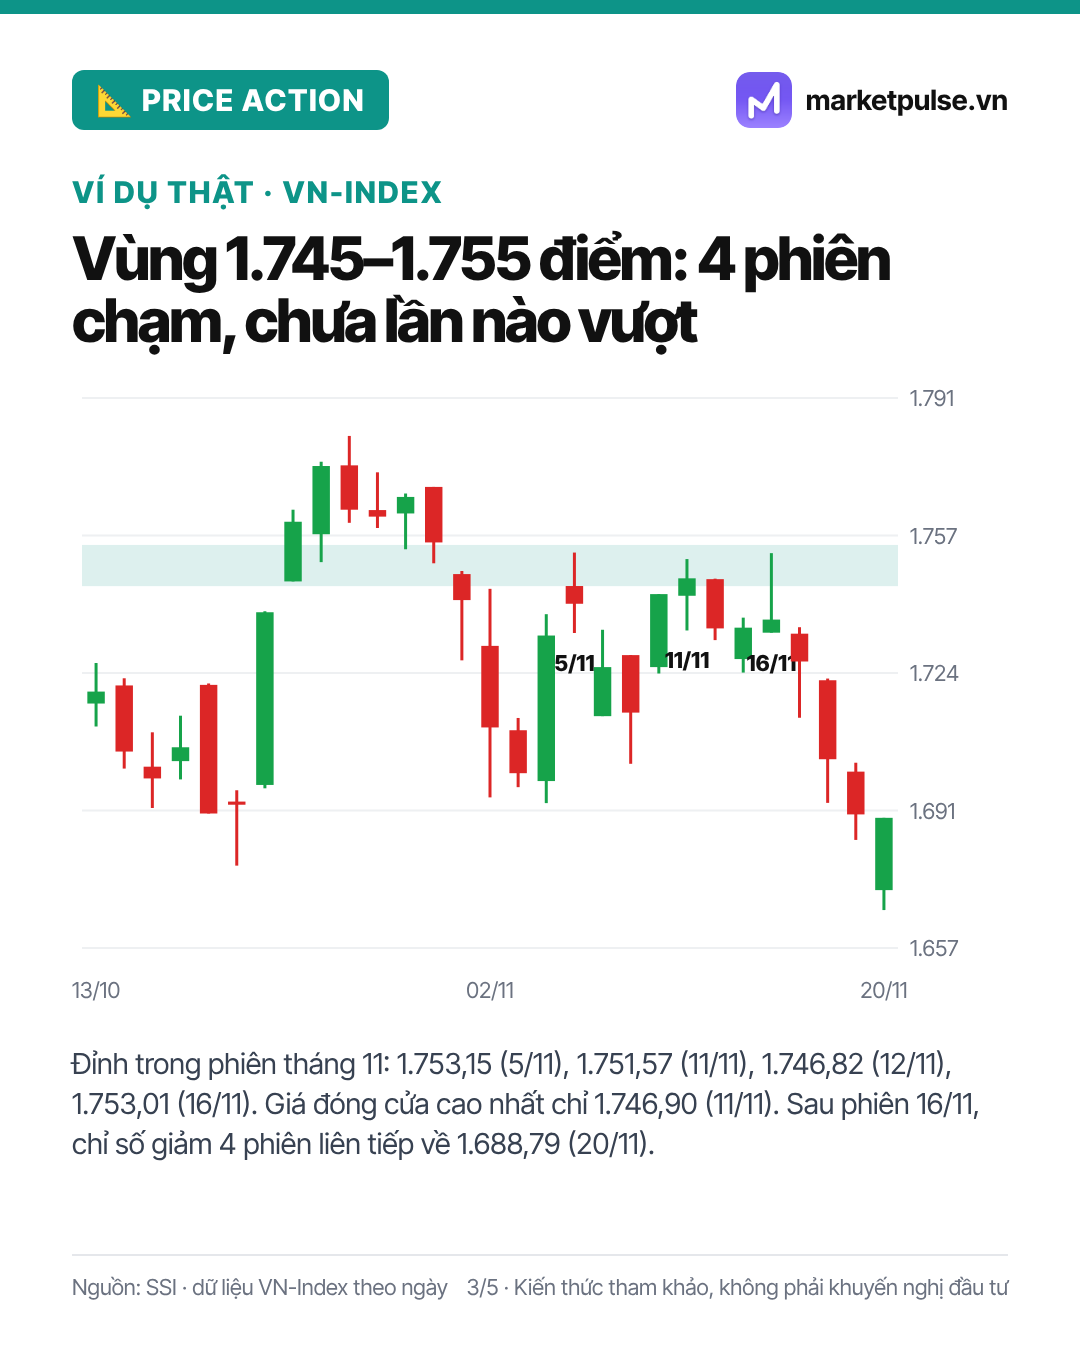 📐 PRICE ACTION
marketpulse.vn
VÍ DỤ THẬT · VN-INDEX
Vùng 1.745–1.755 điểm: 4 phiên
chạm, chưa lần nào vượt
1.791
1.757
5/11
11/11
16/11
1.724
1.691
1.657
13/10
02/11
20/11
Đỉnh trong phiên tháng 11: 1.753,15 (5/11), 1.751,57 (11/11), 1.746,82 (12/11),
1.753,01 (16/11). Giá đóng cửa cao nhất chỉ 1.746,90 (11/11). Sau phiên 16/11,
chỉ số giảm 4 phiên liên tiếp về 1.688,79 (20/11).
Nguồn: SSI · dữ liệu VN-Index theo ngày
3/5 · Kiến thức tham khảo, không phải khuyến nghị đầu tư